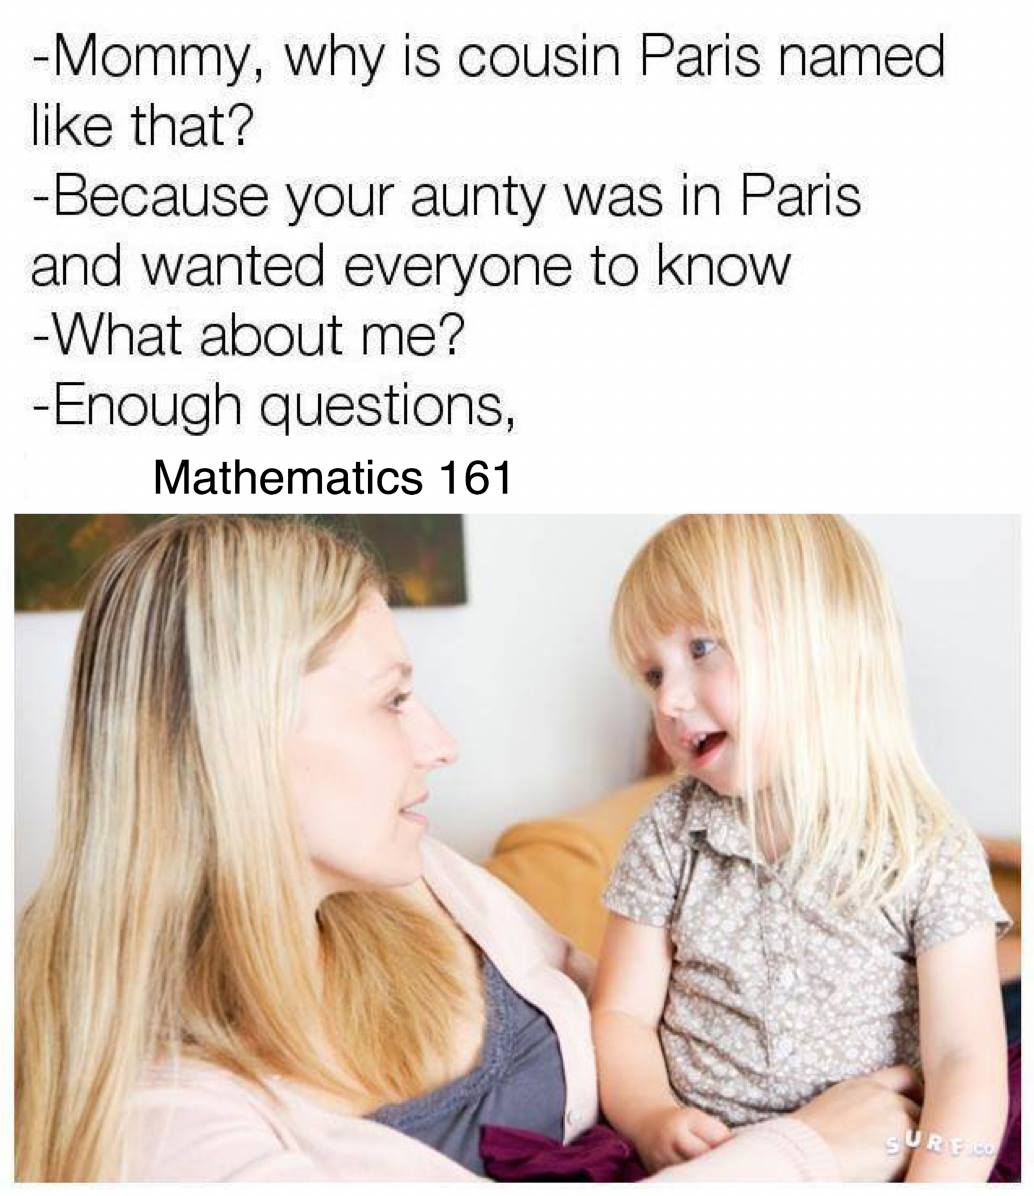 -Mommy, why is cousin Paris named
like that?
-Because your aunty was in Paris
and wanted everyone to know
-What about me?
-Enough questions,
Mathematics 161
SURF.CO